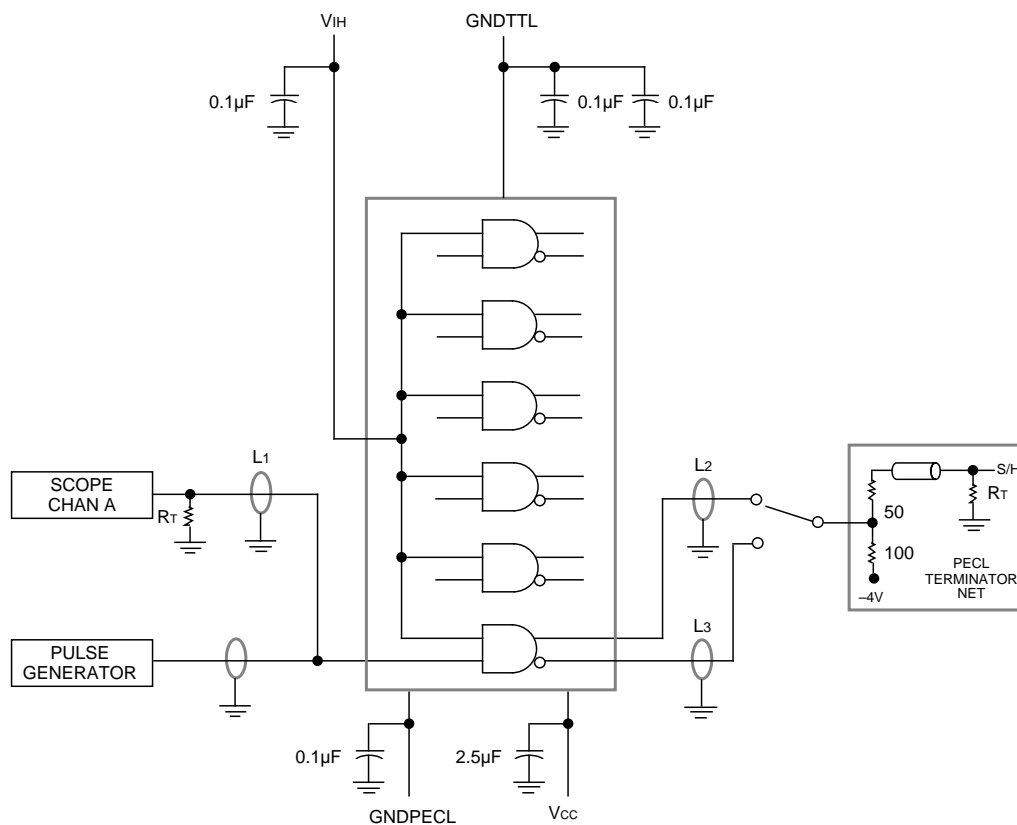 VIH
GNDTTL
0.1µF
0.1µF
0.1µF
SCOPE
CHAN A
RT
L1
L2
S/H
RT
50
100
PECL
TERMINATOR
NET
–4V
PULSE
GENERATOR
L3
0.1µF
2.5µF
GNDPECL
VCC